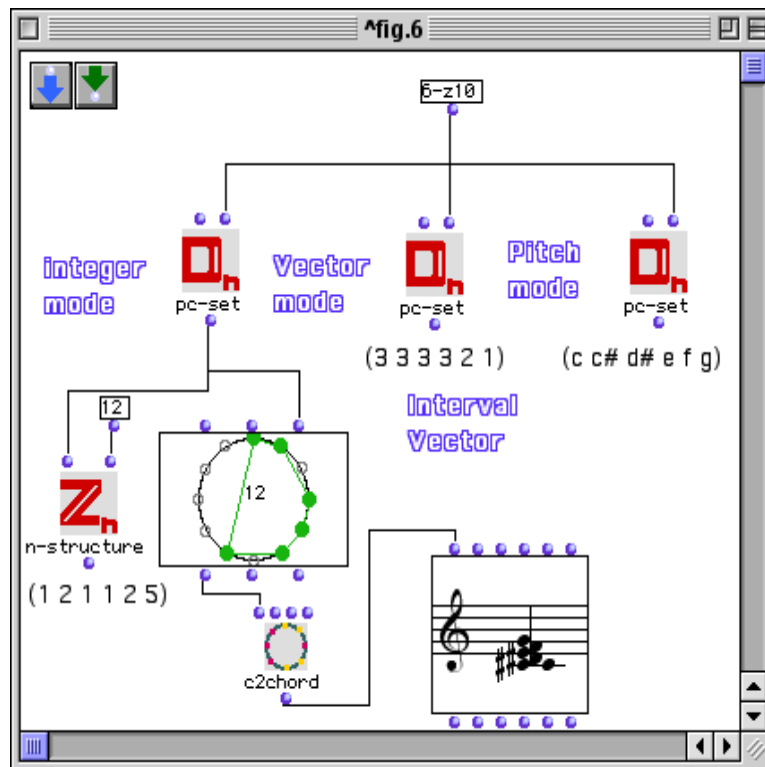 ^fig.6
6-z10
integer
mode
pc-set
Vector
mode
pc-set
Pitch
mode
pc-set
(3 3 3 3 2 1)
(c c# d# e f g)
12
Interval
Vector
12
n-structure
(1 2 1 1 2 5)
c2chord